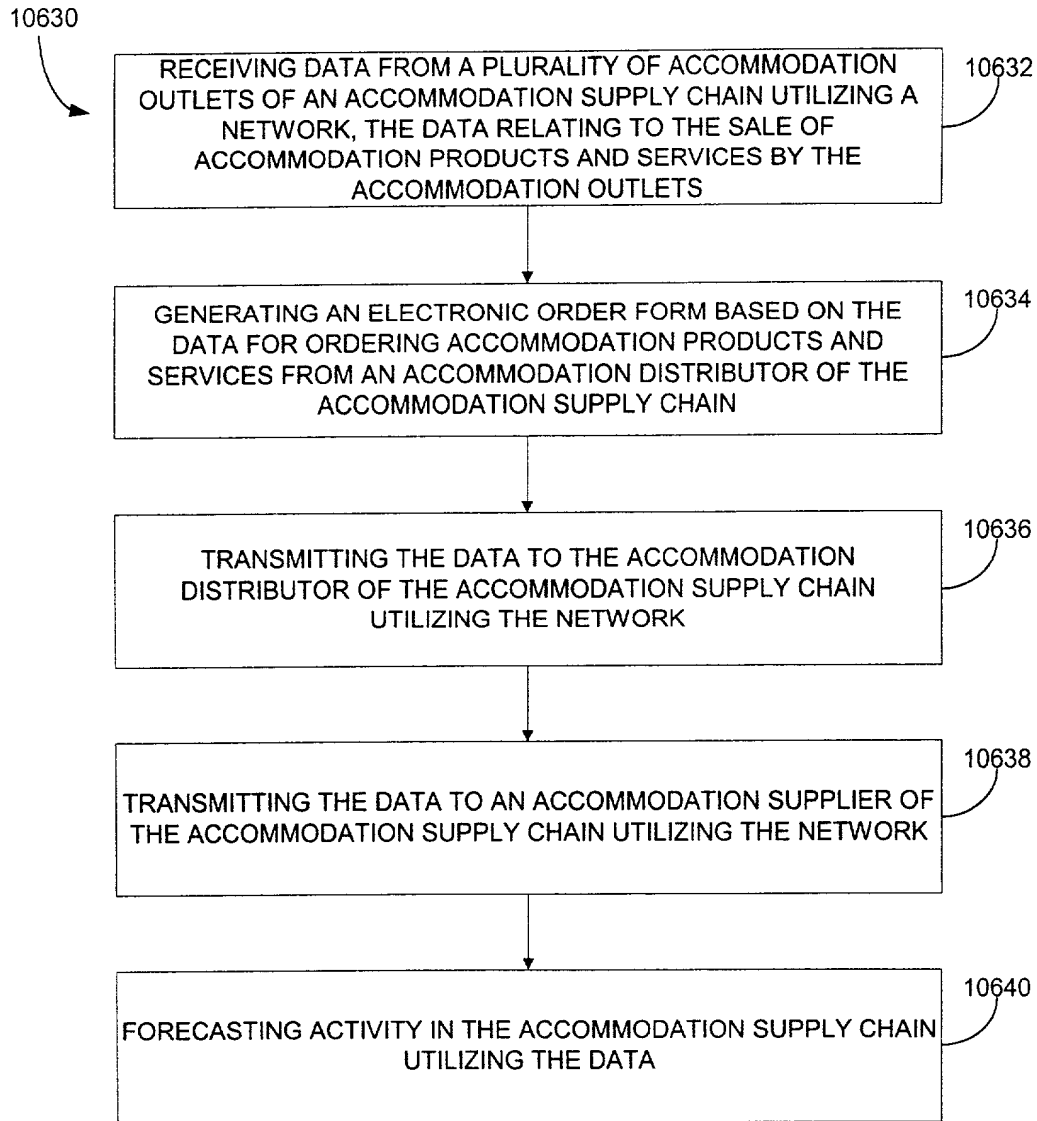 10630
RECEIVING DATA FROM A PLURALITY OF ACCOMMODATION
OUTLETS OF AN ACCOMMODATION SUPPLY CHAIN UTILIZING A
NETWORK, THE DATA RELATING TO THE SALE OF
ACCOMMODATION PRODUCTS AND SERVICES BY THE
ACCOMMODATION OUTLETS
10632
GENERATING AN ELECTRONIC ORDER FORM BASED ON THE
DATA FOR ORDERING ACCOMMODATION PRODUCTS AND
SERVICES FROM AN ACCOMMODATION DISTRIBUTOR OF THE
ACCOMMODATION SUPPLY CHAIN
10634
TRANSMITTING THE DATA TO THE ACCOMMODATION
DISTRIBUTOR OF THE ACCOMMODATION SUPPLY CHAIN
UTILIZING THE NETWORK
10636
TRANSMITTING THE DATA TO AN ACCOMMODATION SUPPLIER OF
THE ACCOMMODATION SUPPLY CHAIN UTILIZING THE NETWORK
10638
FORECASTING ACTIVITY IN THE ACCOMMODATION SUPPLY CHAIN
UTILIZING THE DATA
10640